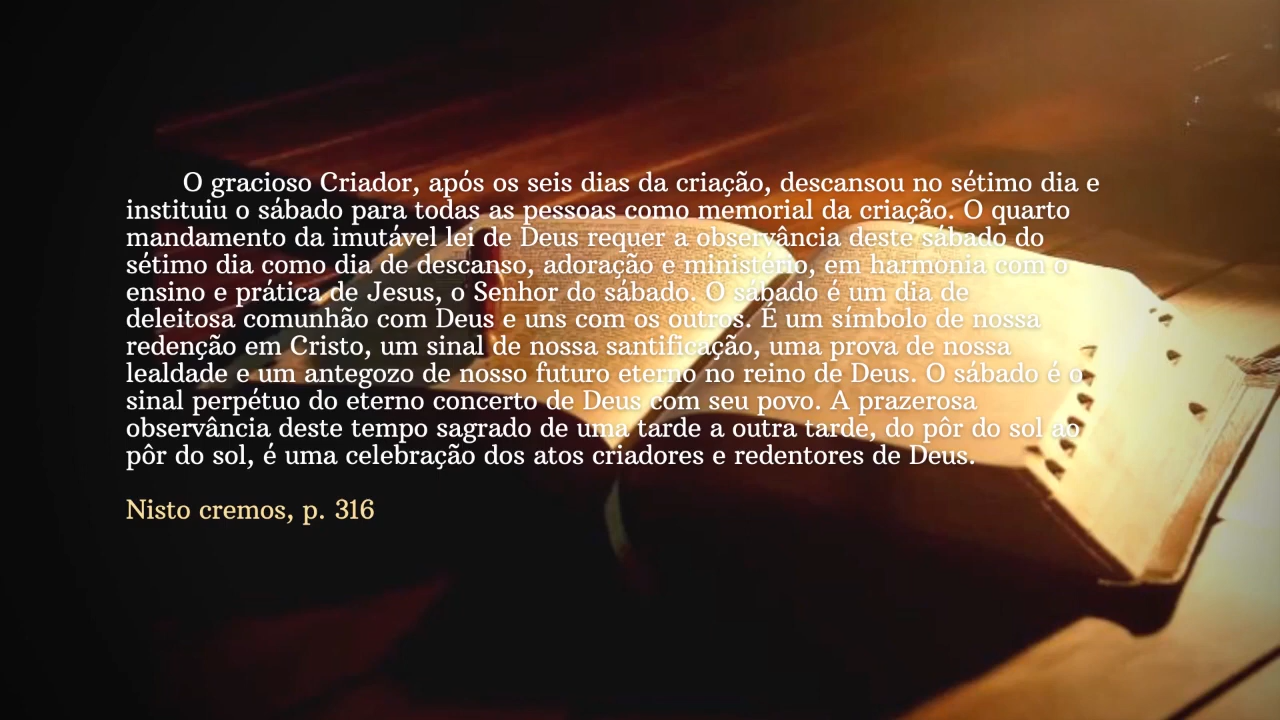 O gracioso Criador, após os seis dias da criação, descansou no sétimo dia e
instituiu o sábado para todas as pessoas como memorial da criação. O quarto
mandamento da imutável lei de Deus requer a observância deste sábado do
sétimo dia como dia de descanso, adoração e ministério, em harmonia com o
ensino e prática de Jesus, o Senhor do sábado. O sábado é um dia de
deleitosa comunhão com Deus e uns com os outros. É um símbolo de nossa
redenção em Cristo, um sinal de nossa santificação, uma prova de nossa
lealdade e um antegozo de nosso futuro eterno no reino de Deus. O sábado é o
sinal perpétuo do eterno concerto de Deus com seu povo. A prazerosa
observância deste tempo sagrado de uma tarde a outra tarde, do pôr do sol ao
pôr do sol, é uma celebração dos atos criadores e redentores de Deus.
Nisto cremos, p. 316